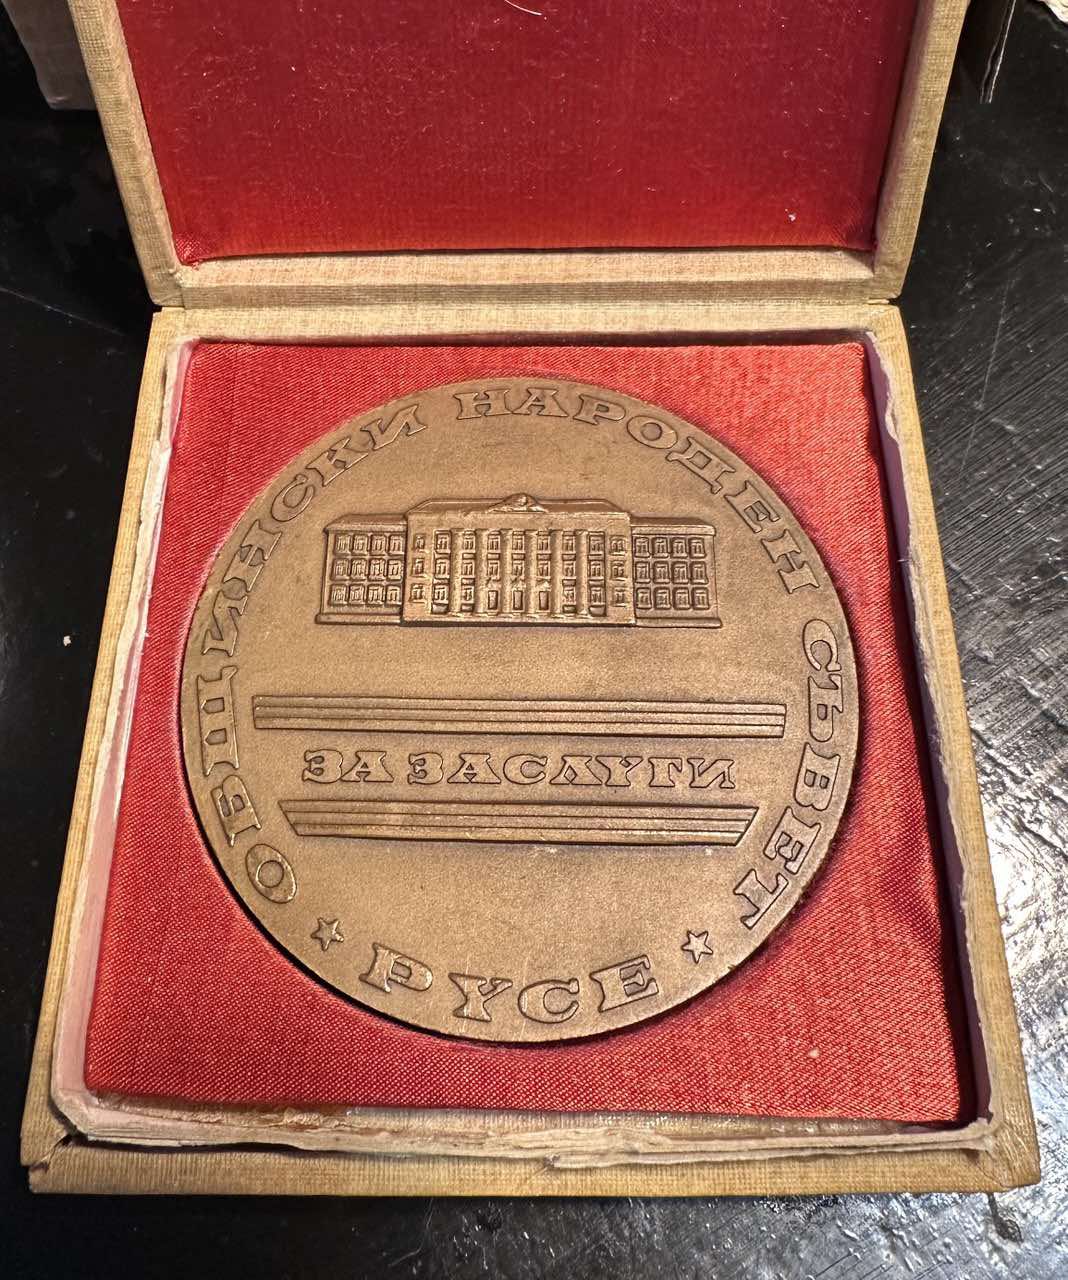 ОБЩИНСКИ НАРОДЕН СЪВЕТ
ЗА ЗАСЛУГИ
★ РУСЕ ★